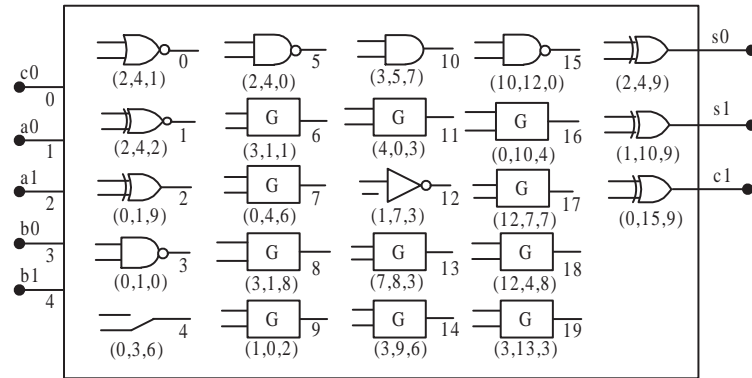 s0
0 5 10 15
(2,4,1) (2,4,0) (3,5,7) (10,12,0) (2,4,9)
c0
0
s1
G G G
1 6 11 16
a0
(2,4,2) (3,1,1) (4,0,3) (0,10,4) (1,10,9)
1
c1
a1
G G
2 7 12 17
2
(0,1,9) (0,4,6) (1,7,3) (12,7,7) (0,15,9)
b0
3
G G G
3 8 13 18
b1
(0,1,0) (3,1,8) (7,8,3) (12,4,8)
4
G G G
4 9 14 19
(0,3,6) (1,0,2) (3,9,6) (3,13,3)